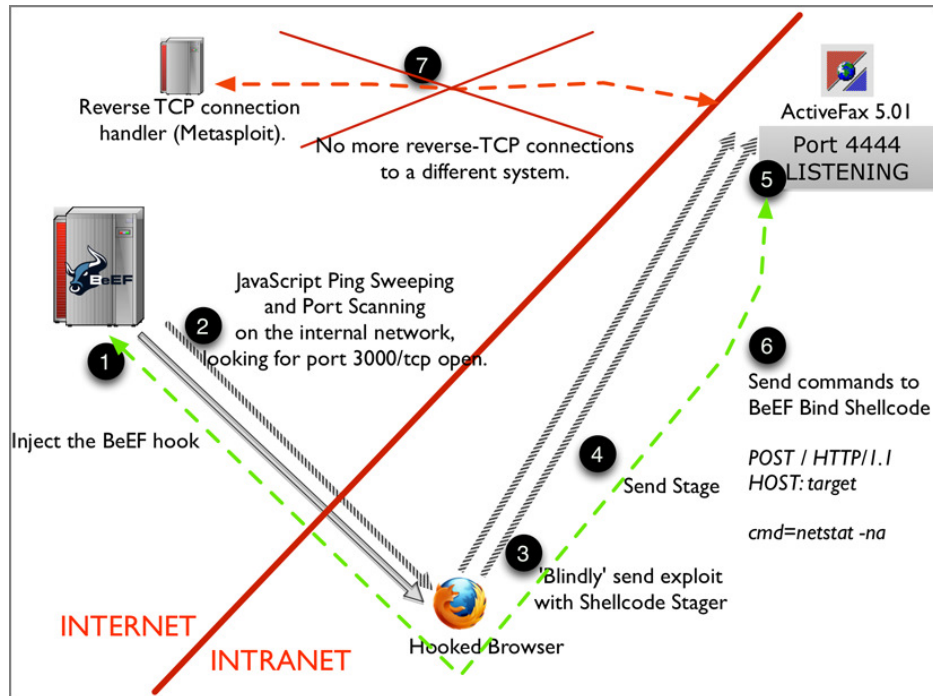 7
Reverse TCP connection
handler (Metasploit).
No more reverse-TCP connections
to a different system.
ActiveFax 5.01
Port 4444
LISTENING
5
BeEF
JavaScript Ping Sweeping
and Port Scanning
on the internal network,
looking for port 3000/tcp open.
2
1
Inject the BeEF hook
6
Send commands to
BeEF Bind Shellcode
POST / HTTP/1.1
HOST: target
cmd=netstat -na
4
Send Stage
3
'Blindly' send exploit
with Shellcode Stager
Hooked Browser
INTERNET
INTRANET